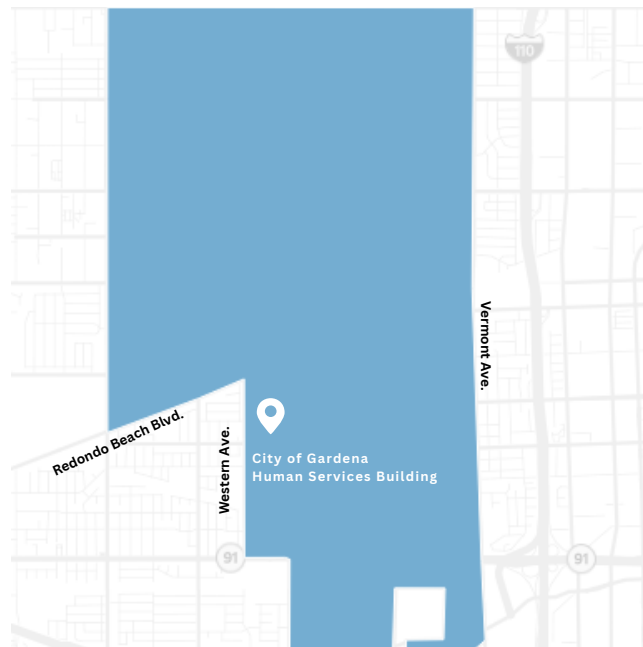 110
Vermont Ave.
Redondo Beach Blvd.
Western Ave.
City of Gardena
Human Services Building
91
91